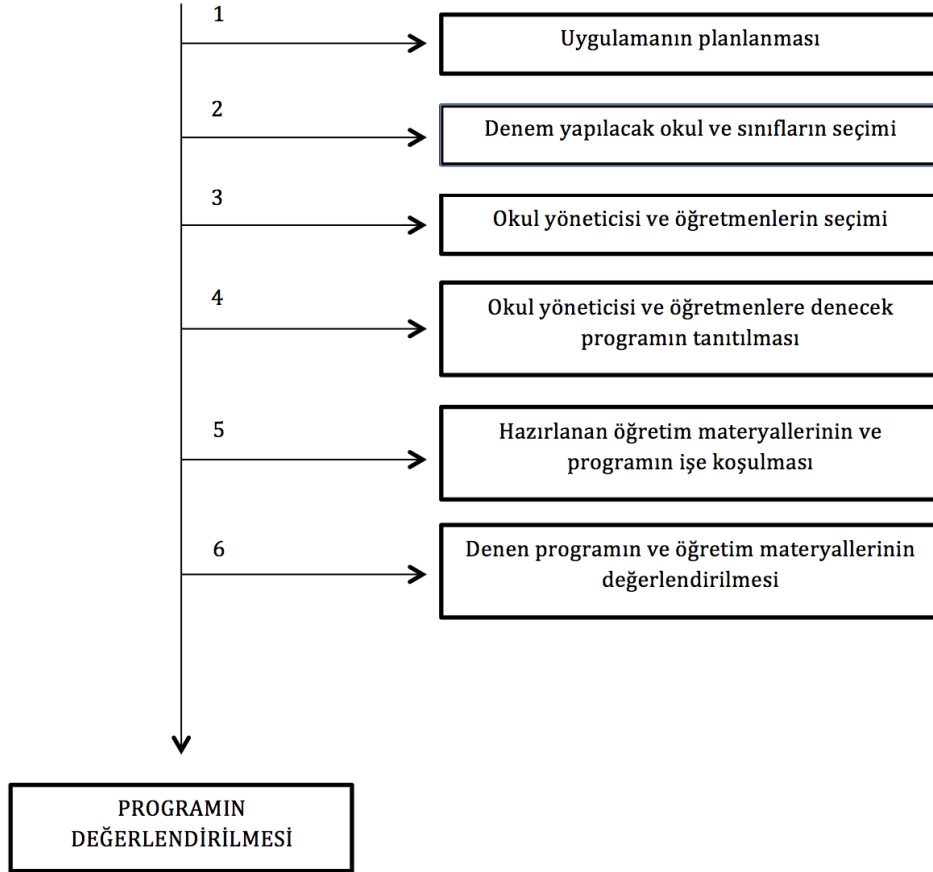 1
Uygulamanın planlanması
2
Denem yapılacak okul ve sınıfların seçimi
3
Okul yöneticisi ve öğretmenlerin seçimi
4
Okul yöneticisi ve öğretmenlere denecek
programın tanıtılması
5
Hazırlanan öğretim materyallerinin ve
programın işe koşulması
6
Denen programın ve öğretim materyallerinin
değerlendirilmesi
PROGRAMIN
DEĞERLENDİRİLMESİ